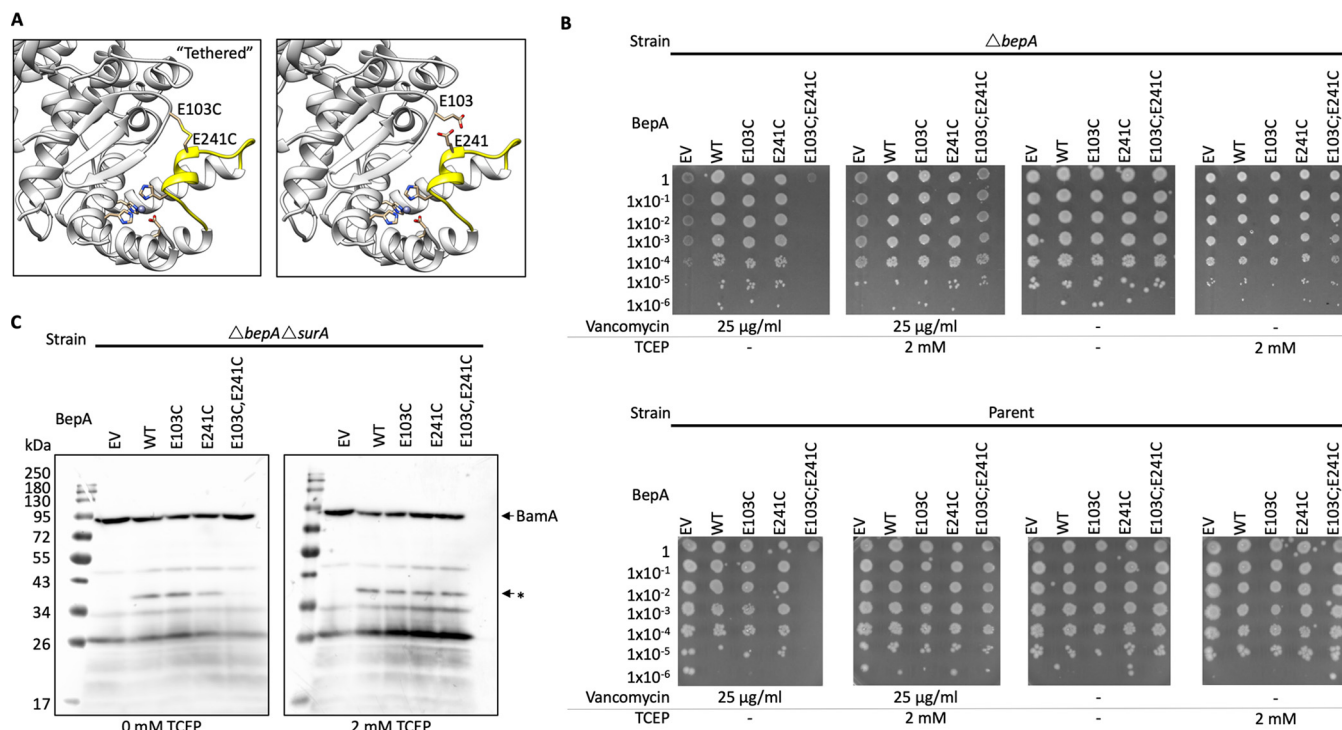 A
"Tethered"
E103C
E241C
E103
E241
B
Strain
△bepA
BepA
EV
WT
E103C
E241C
E103C;E241C
EV
WT
E103C
E241C
E103C;E241C
EV
WT
E103C
E241C
E103C;E241C
EV
WT
E103C
E241C
E103C;E241C
1
1x10-1
1x10-2
1x10-3
1x10-4
1x10-5
1x10-6
Vancomycin 25 µg/ml 25 µg/ml - -
TCEP - 2 mM - 2 mM
Strain
Parent
BepA
EV
WT
E103C
E241C
E103C;E241C
EV
WT
E103C
E241C
E103C;E241C
EV
WT
E103C
E241C
E103C;E241C
EV
WT
E103C
E241C
E103C;E241C
1
1x10-1
1x10-2
1x10-3
1x10-4
1x10-5
1x10-6
Vancomycin 25 µg/ml 25 µg/ml - -
TCEP - 2 mM - 2 mM
C
Strain
△bepA△surA
BepA
EV
WT
E103C
E241C
E103C,E241C
EV
WT
E103C
E241C
E103C,E241C
kDa
250
180
130
95
72
55
43
34
26
17
BamA
*
0 mM TCEP
2 mM TCEP